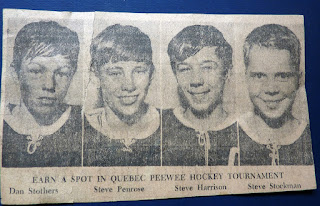 EARN A SPOT IN QUEBEC PEEWEE HOCKEY TOURNAMENT
Dan Stothers Steve Penrose Steve Harrison Steve Stockman